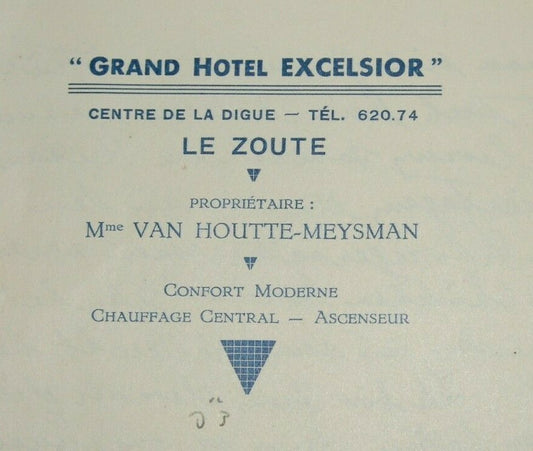 " GRAND HOTEL EXCELSIOR "
CENTRE DE LA DIGUE — TÉL. 620.74
LE ZOUTE
PROPRIÉTAIRE :
Mme VAN HOUTTE-MEYSMAN
CONFORT MODERNE
CHAUFFAGE CENTRAL — ASCENSEUR